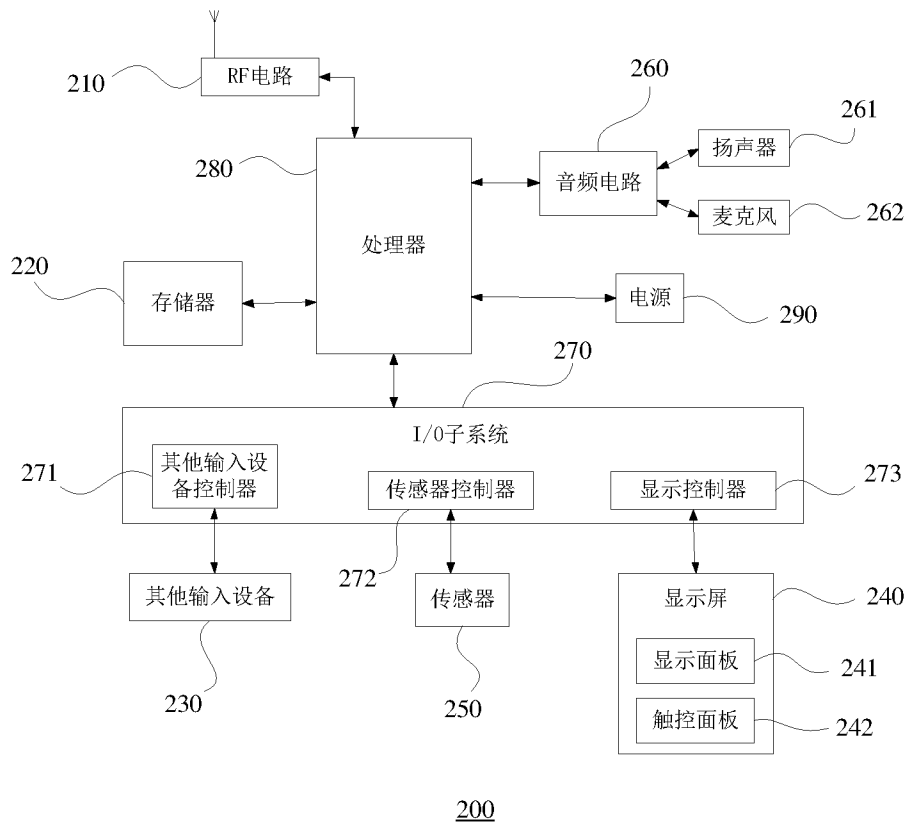 210
RF电路
260
261
扬声器
280
音频电路
麦克风
262
处理器
220
存储器
电源
290
270
I/O子系统
271
其他输入设
备控制器
传感器控制器
显示控制器
273
272
其他输入设备
传感器
显示屏
240
显示面板
241
230
250
触控面板
242
200